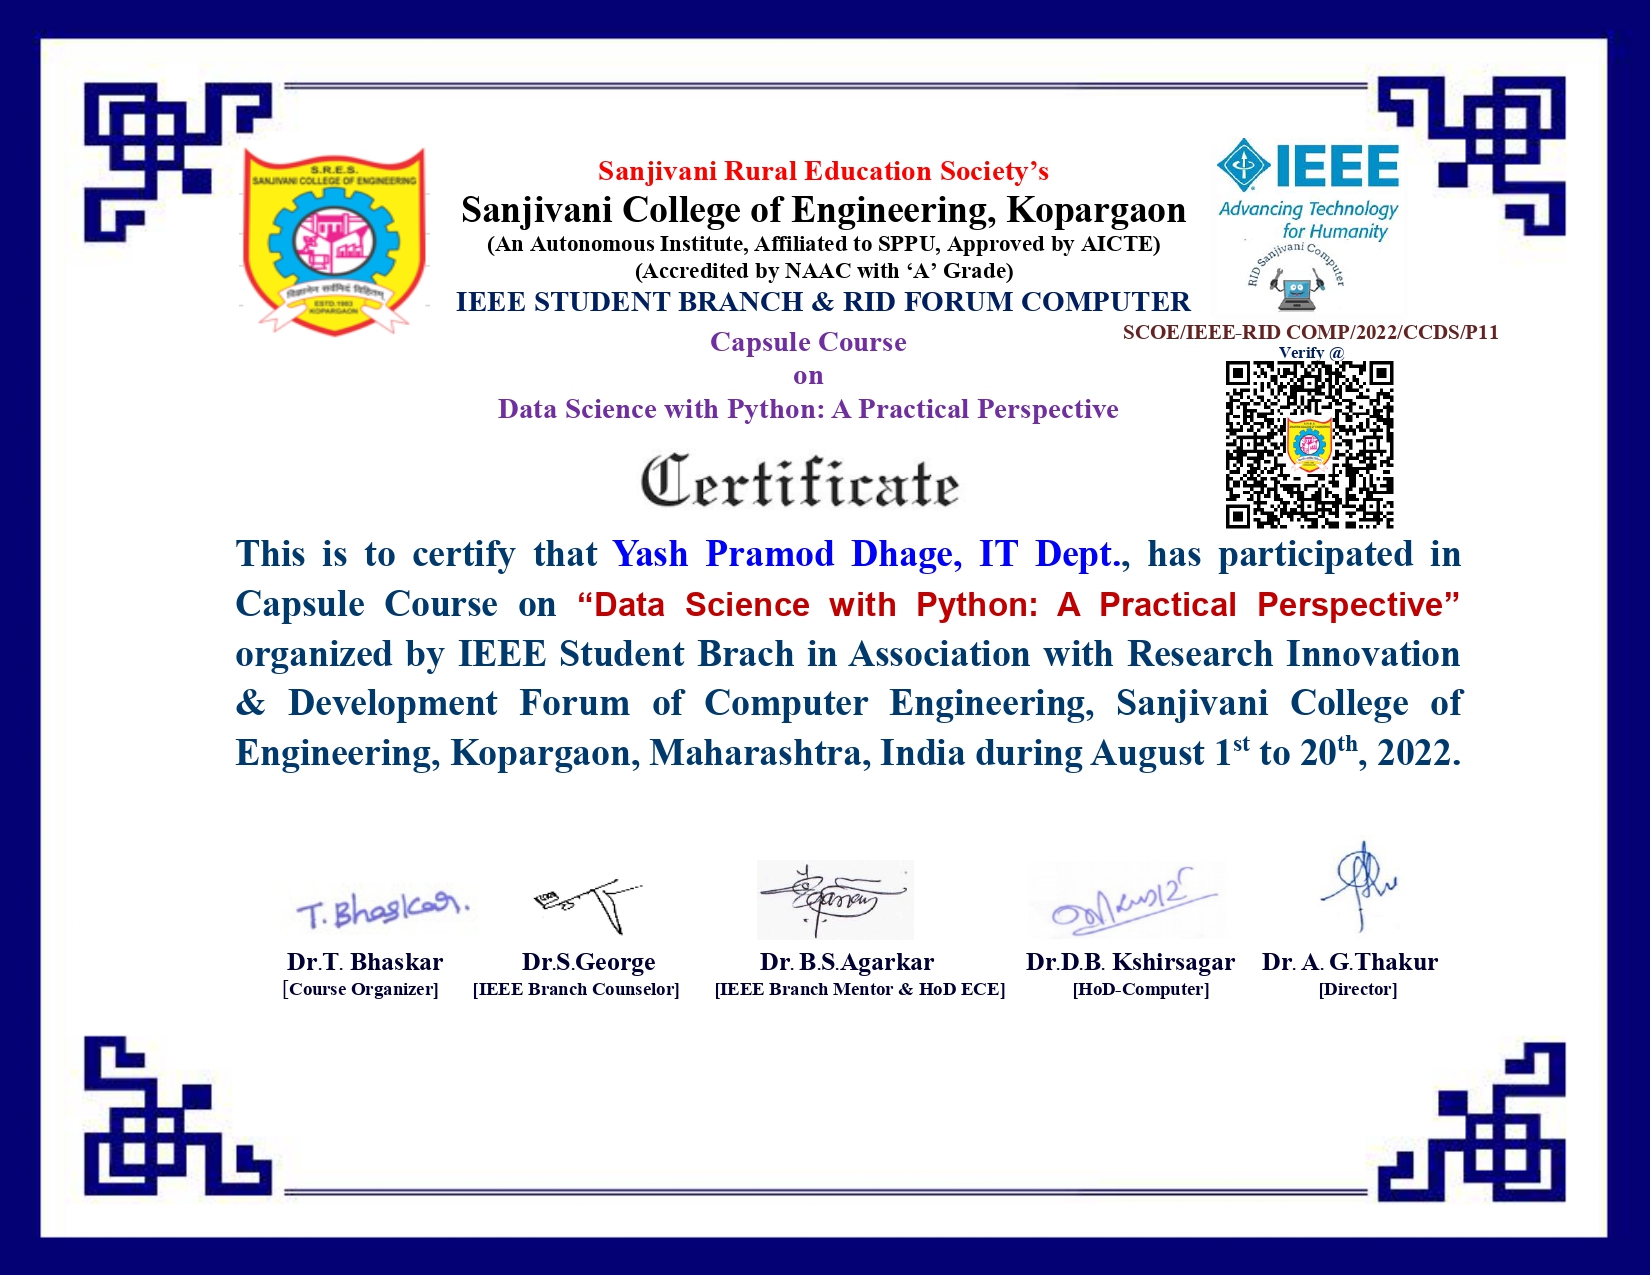 S.R.E.S.
SANJIVANI COLLEGE OF ENGINEERING
विज्ञानेन सर्वमिदं विहितम्
ESTD.1983
KOPARGAON
Sanjivani Rural Education Society’s
Sanjivani College of Engineering, Kopargaon
(An Autonomous Institute, Affiliated to SPPU, Approved by AICTE)
(Accredited by NAAC with ‘A’ Grade)
IEEE STUDENT BRANCH & RID FORUM COMPUTER
IEEE
Advancing Technology
for Humanity
RID Sanjivani Computer
SCOE/IEEE-RID COMP/2022/CCDS/P11
Verify @
Capsule Course
on
Data Science with Python: A Practical Perspective
Certificate
This is to certify that Yash Pramod Dhage, IT Dept., has participated in
Capsule Course on “Data Science with Python: A Practical Perspective”
organized by IEEE Student Brach in Association with Research Innovation
& Development Forum of Computer Engineering, Sanjivani College of
Engineering, Kopargaon, Maharashtra, India during August 1st to 20th, 2022.
T. Bhaskar.
Dr.T. Bhaskar Dr.S.George Dr. B.S.Agarkar Dr.D.B. Kshirsagar Dr. A. G.Thakur
[Course Organizer] [IEEE Branch Counselor] [IEEE Branch Mentor & HoD ECE] [HoD-Computer] [Director]